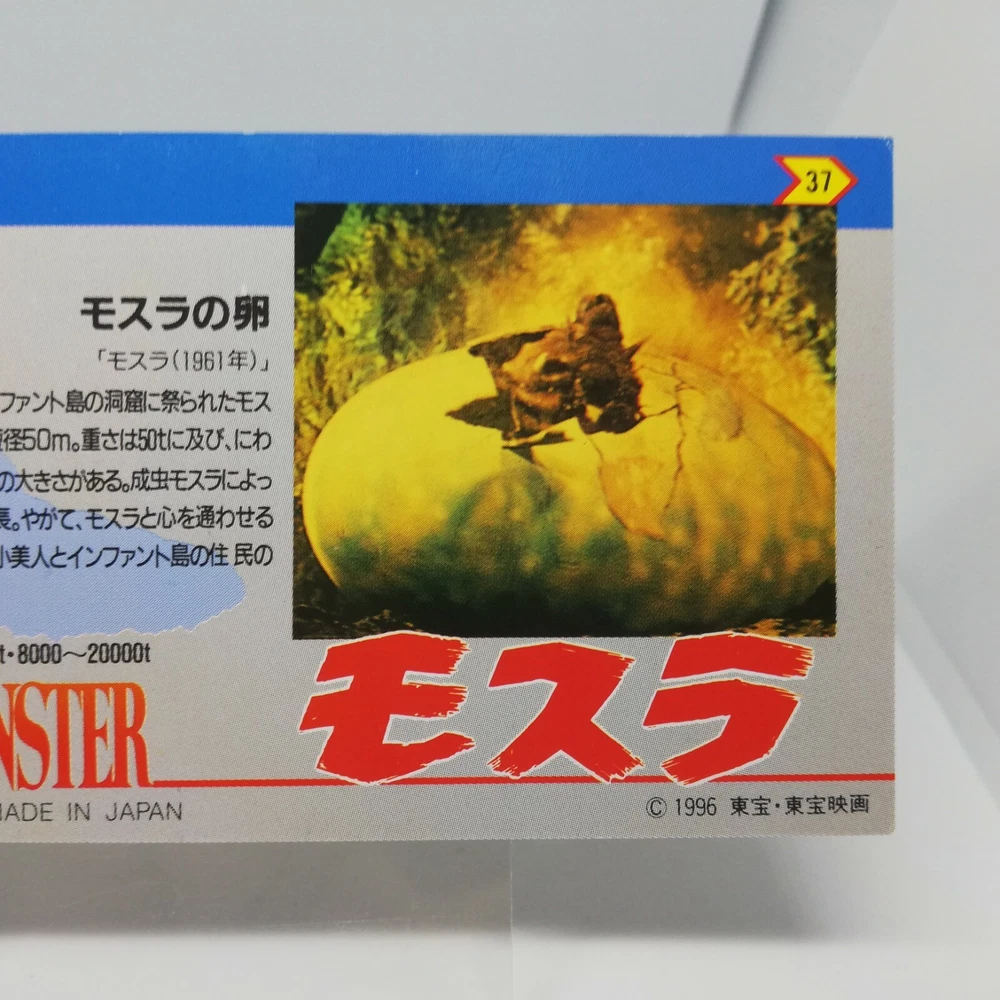 37
モスラの卵
「モスラ(1961年)」
ファント島の洞窟に祭られたモス
径50m。重さは50tに及び、にわ
の大きさがある。成虫モスラによっ
長。やがて、モスラと心を通わせる
小美人とインファント島の住 民の
t・8000〜20000t
NSTER
モスラ
MADE IN JAPAN
© 1996 東宝・東宝映画